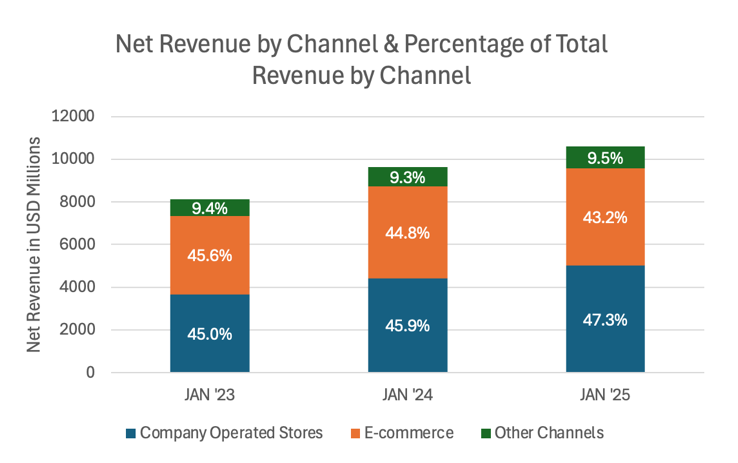 Net Revenue by Channel & Percentage of Total
Revenue by Channel
Net Revenue in USD Millions
12000
10000
8000
6000
4000
2000
0
9.4%
45.6%
45.0%
9.3%
44.8%
45.9%
9.5%
43.2%
47.3%
JAN '23
JAN '24
JAN '25
Company Operated Stores
E-commerce
Other Channels